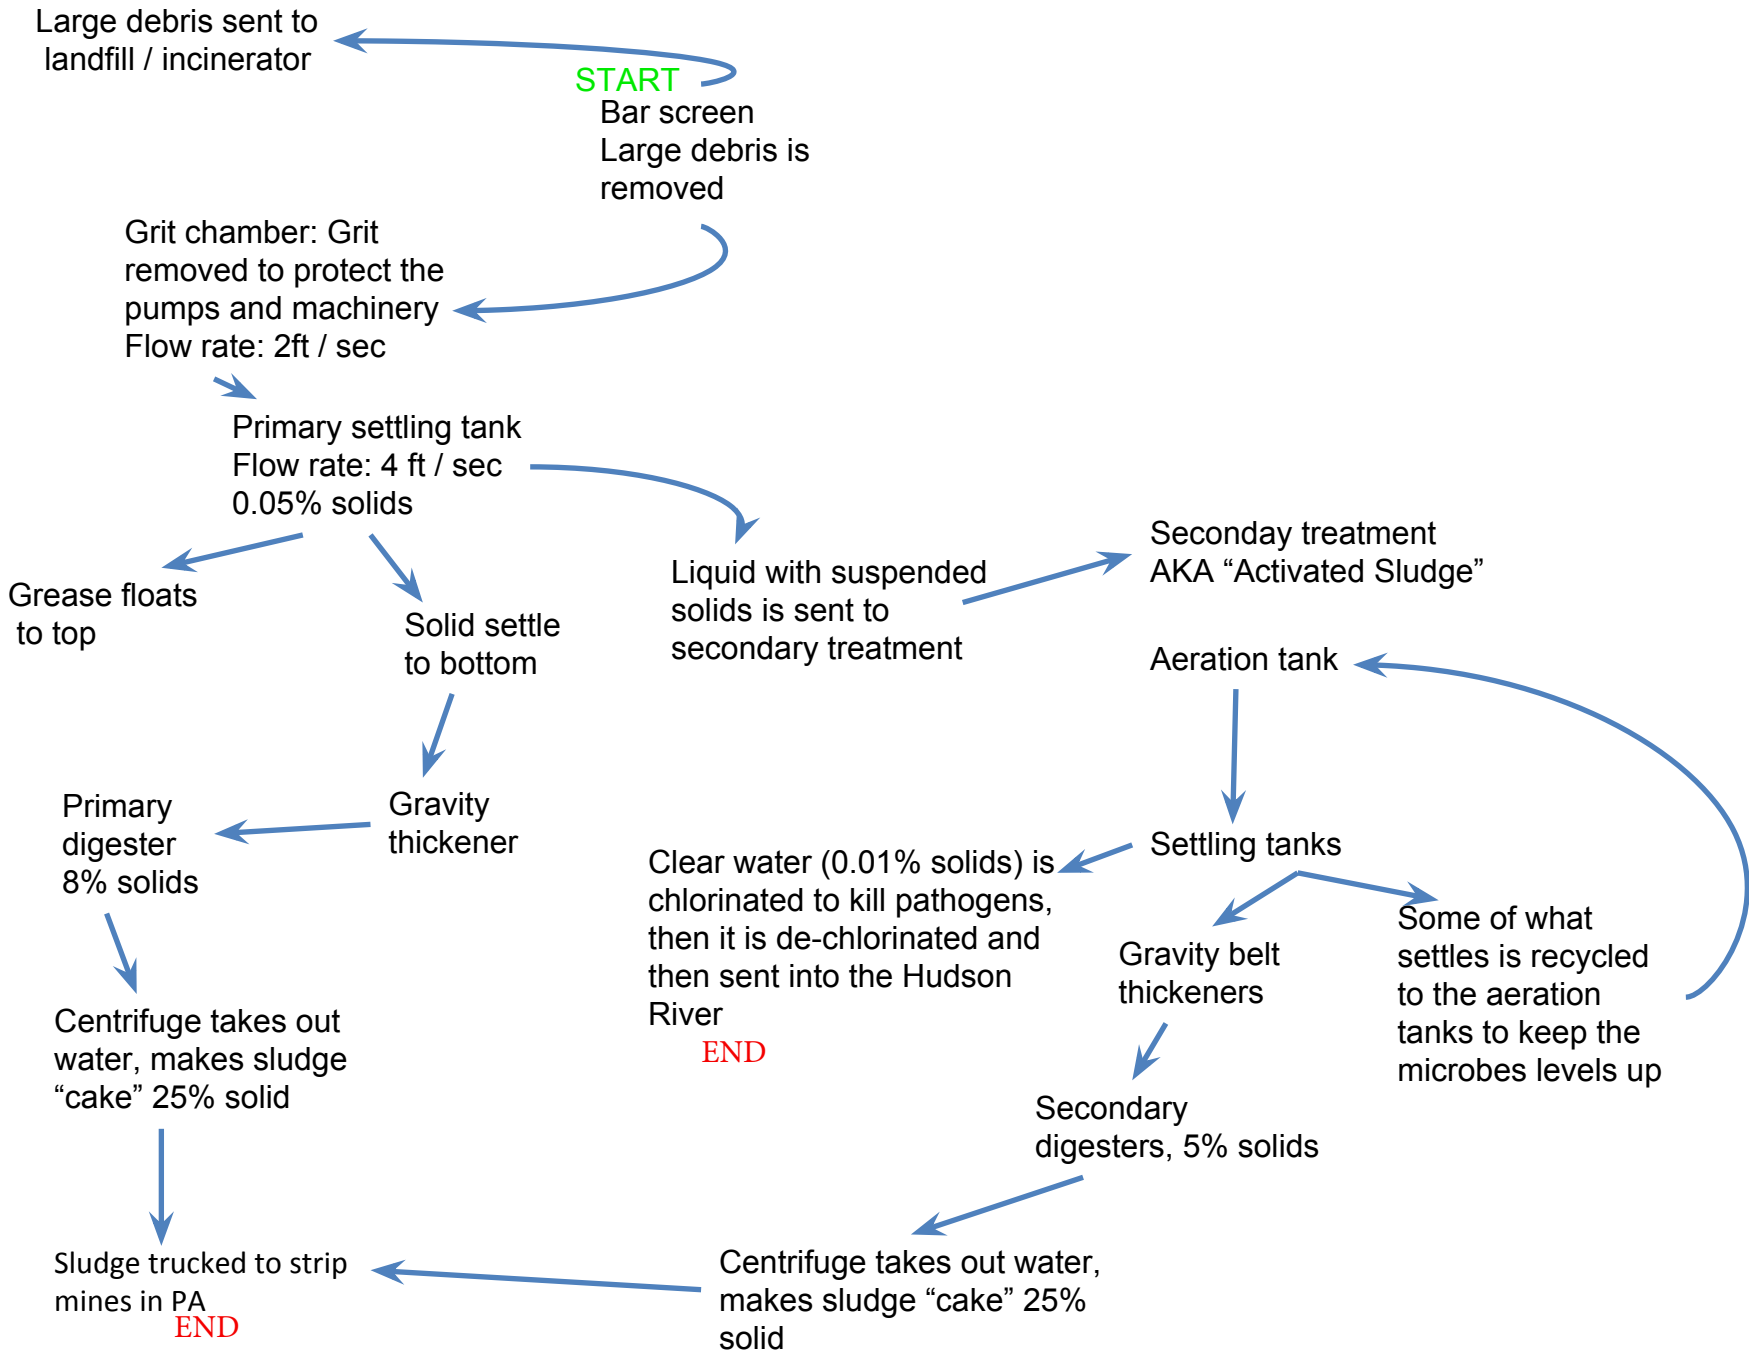 Large debris sent to
landfill / incinerator
START
Bar screen
Large debris is
removed
Grit chamber: Grit
removed to protect the
pumps and machinery
Flow rate: 2ft / sec
Primary settling tank
Flow rate: 4 ft / sec
0.05% solids
Grease floats
to top
Solid settle
to bottom
Liquid with suspended
solids is sent to
secondary treatment
Seconday treatment
AKA “Activated Sludge”
Aeration tank
Settling tanks
Gravity
thickener
Primary
digester
8% solids
Clear water (0.01% solids) is
chlorinated to kill pathogens,
then it is de-chlorinated and
then sent into the Hudson
River
END
Gravity belt
thickeners
Some of what
settles is recycled
to the aeration
tanks to keep the
microbes levels up
Centrifuge takes out
water, makes sludge
“cake” 25% solid
Secondary
digesters, 5% solids
Centrifuge takes out water,
makes sludge “cake” 25%
solid
Sludge trucked to strip
mines in PA
END